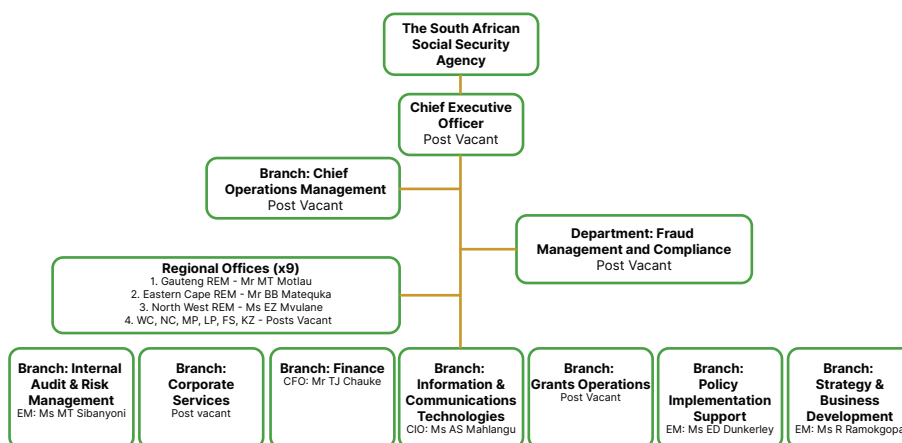 The South African
Social Security
Agency
Chief Executive
Officer
Post Vacant
Branch: Chief
Operations Management
Post Vacant
Department: Fraud
Management and Compliance
Post Vacant
Regional Offices (x9)
1. Gauteng REM - Mr MT Motlau
2. Eastern Cape REM - Mr BB Matequka
3. North West REM - Ms EZ Mvulane
4. WC, NC, MP, LP, FS, KZ - Posts Vacant
Branch: Internal
Audit & Risk
Management
EM: Ms MT Sibanyoni
Branch:
Corporate
Services
Post vacant
Branch: Finance
CFO: Mr TJ Chauke
Branch:
Information &
Communications
Technologies
CIO: Ms AS Mahlangu
Branch:
Grants Operations
Post Vacant
Branch:
Policy
Implementation
Support
EM: Ms ED Dunkerley
Branch:
Strategy &
Business
Development
EM: Ms R Ramokgopa